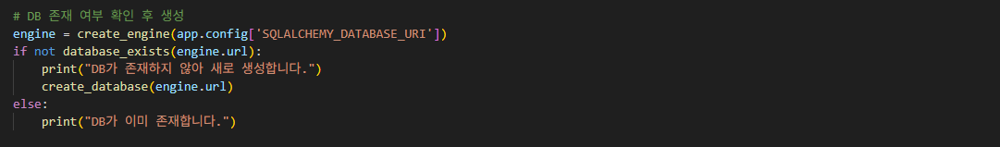 # DB 존재 여부 확인 후 생성
engine = create_engine(app.config['SQLALCHEMY_DATABASE_URI'])
if not database_exists(engine.url):
    print("DB가 존재하지 않아 새로 생성합니다.")
    create_database(engine.url)
else:
    print("DB가 이미 존재합니다.")